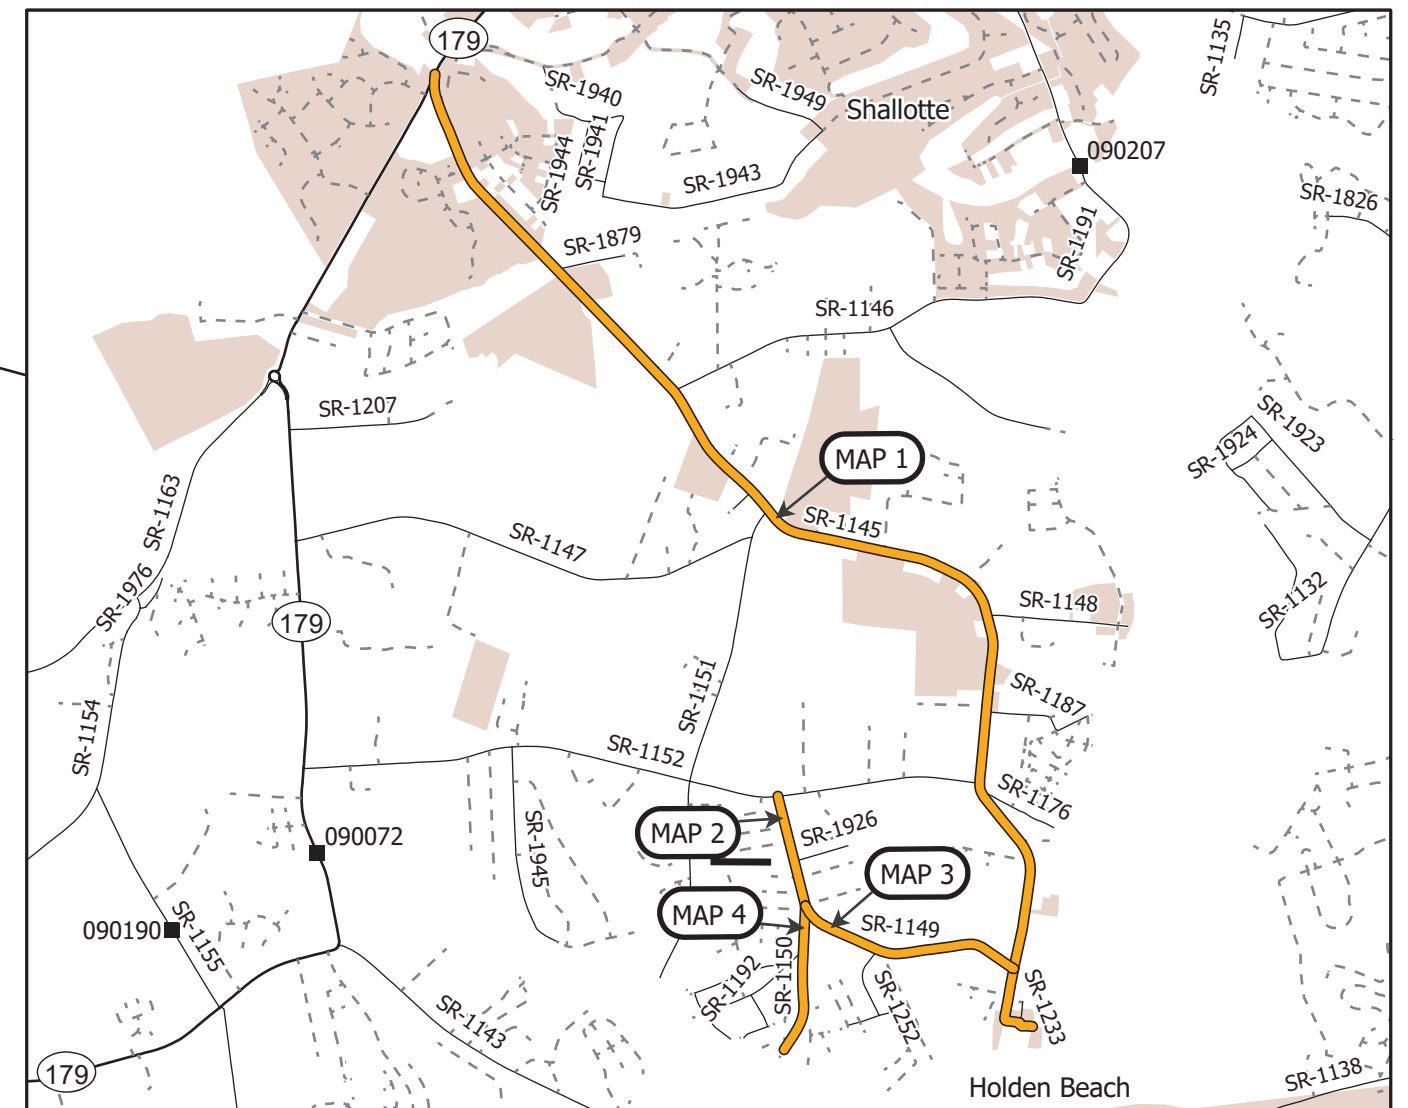 179
SR-1135
SR-1940
SR-1949
Shallotte
090207
SR-1941
SR-1944
SR-1943
SR-1826
SR-1191
SR-1879
SR-1146
SR-1207
SR-1923
SR-1924
MAP 1
SR-1163
SR-1145
SR-1147
SR-1976
SR-1132
SR-1148
179
SR-1151
SR-1187
SR-1154
SR-1152
SR-1176
MAP 2
SR-1926
090072
SR-1945
MAP 3
MAP 4
SR-1149
090190
SR-1155
SR-1150
SR-1192
SR-1252
SR-1233
SR-1143
179
SR-1138
Holden Beach